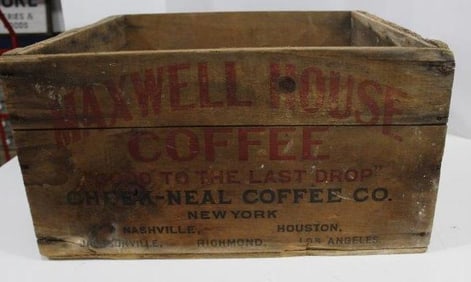 MAXWELL HOUSE
COFFEE
"GOOD TO THE LAST DROP"
CHEEK-NEAL COFFEE CO.
NEW YORK
NASHVILLE, HOUSTON,
JACKSONVILLE, RICHMOND, LOS ANGELES